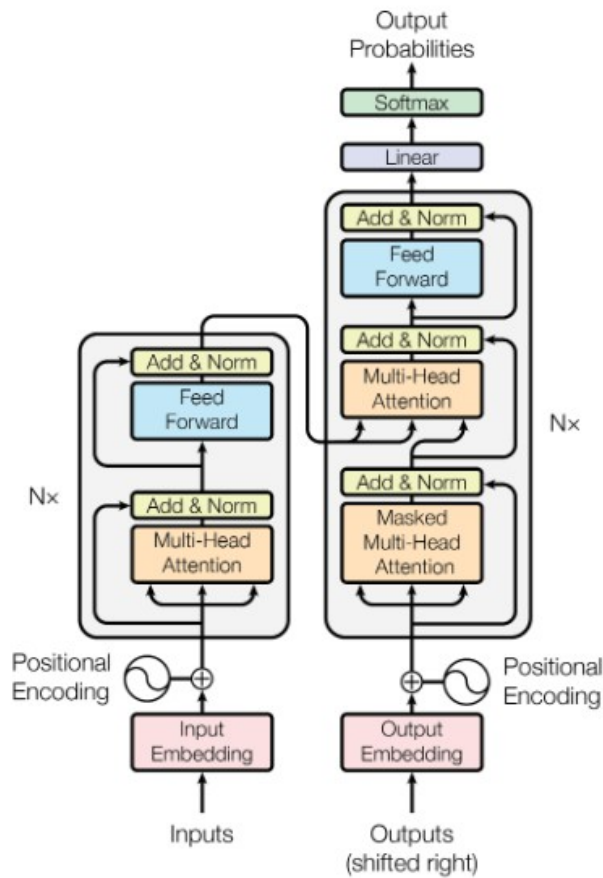 Output
Probabilities
Softmax
Linear
Add & Norm
Feed
Forward
Add & Norm
Multi-Head
Attention
Nx
Add & Norm
Masked
Multi-Head
Attention
Add & Norm
Feed
Forward
Nx
Add & Norm
Multi-Head
Attention
Positional
Encoding
Positional
Encoding
Input
Embedding
Output
Embedding
Inputs
Outputs
(shifted right)